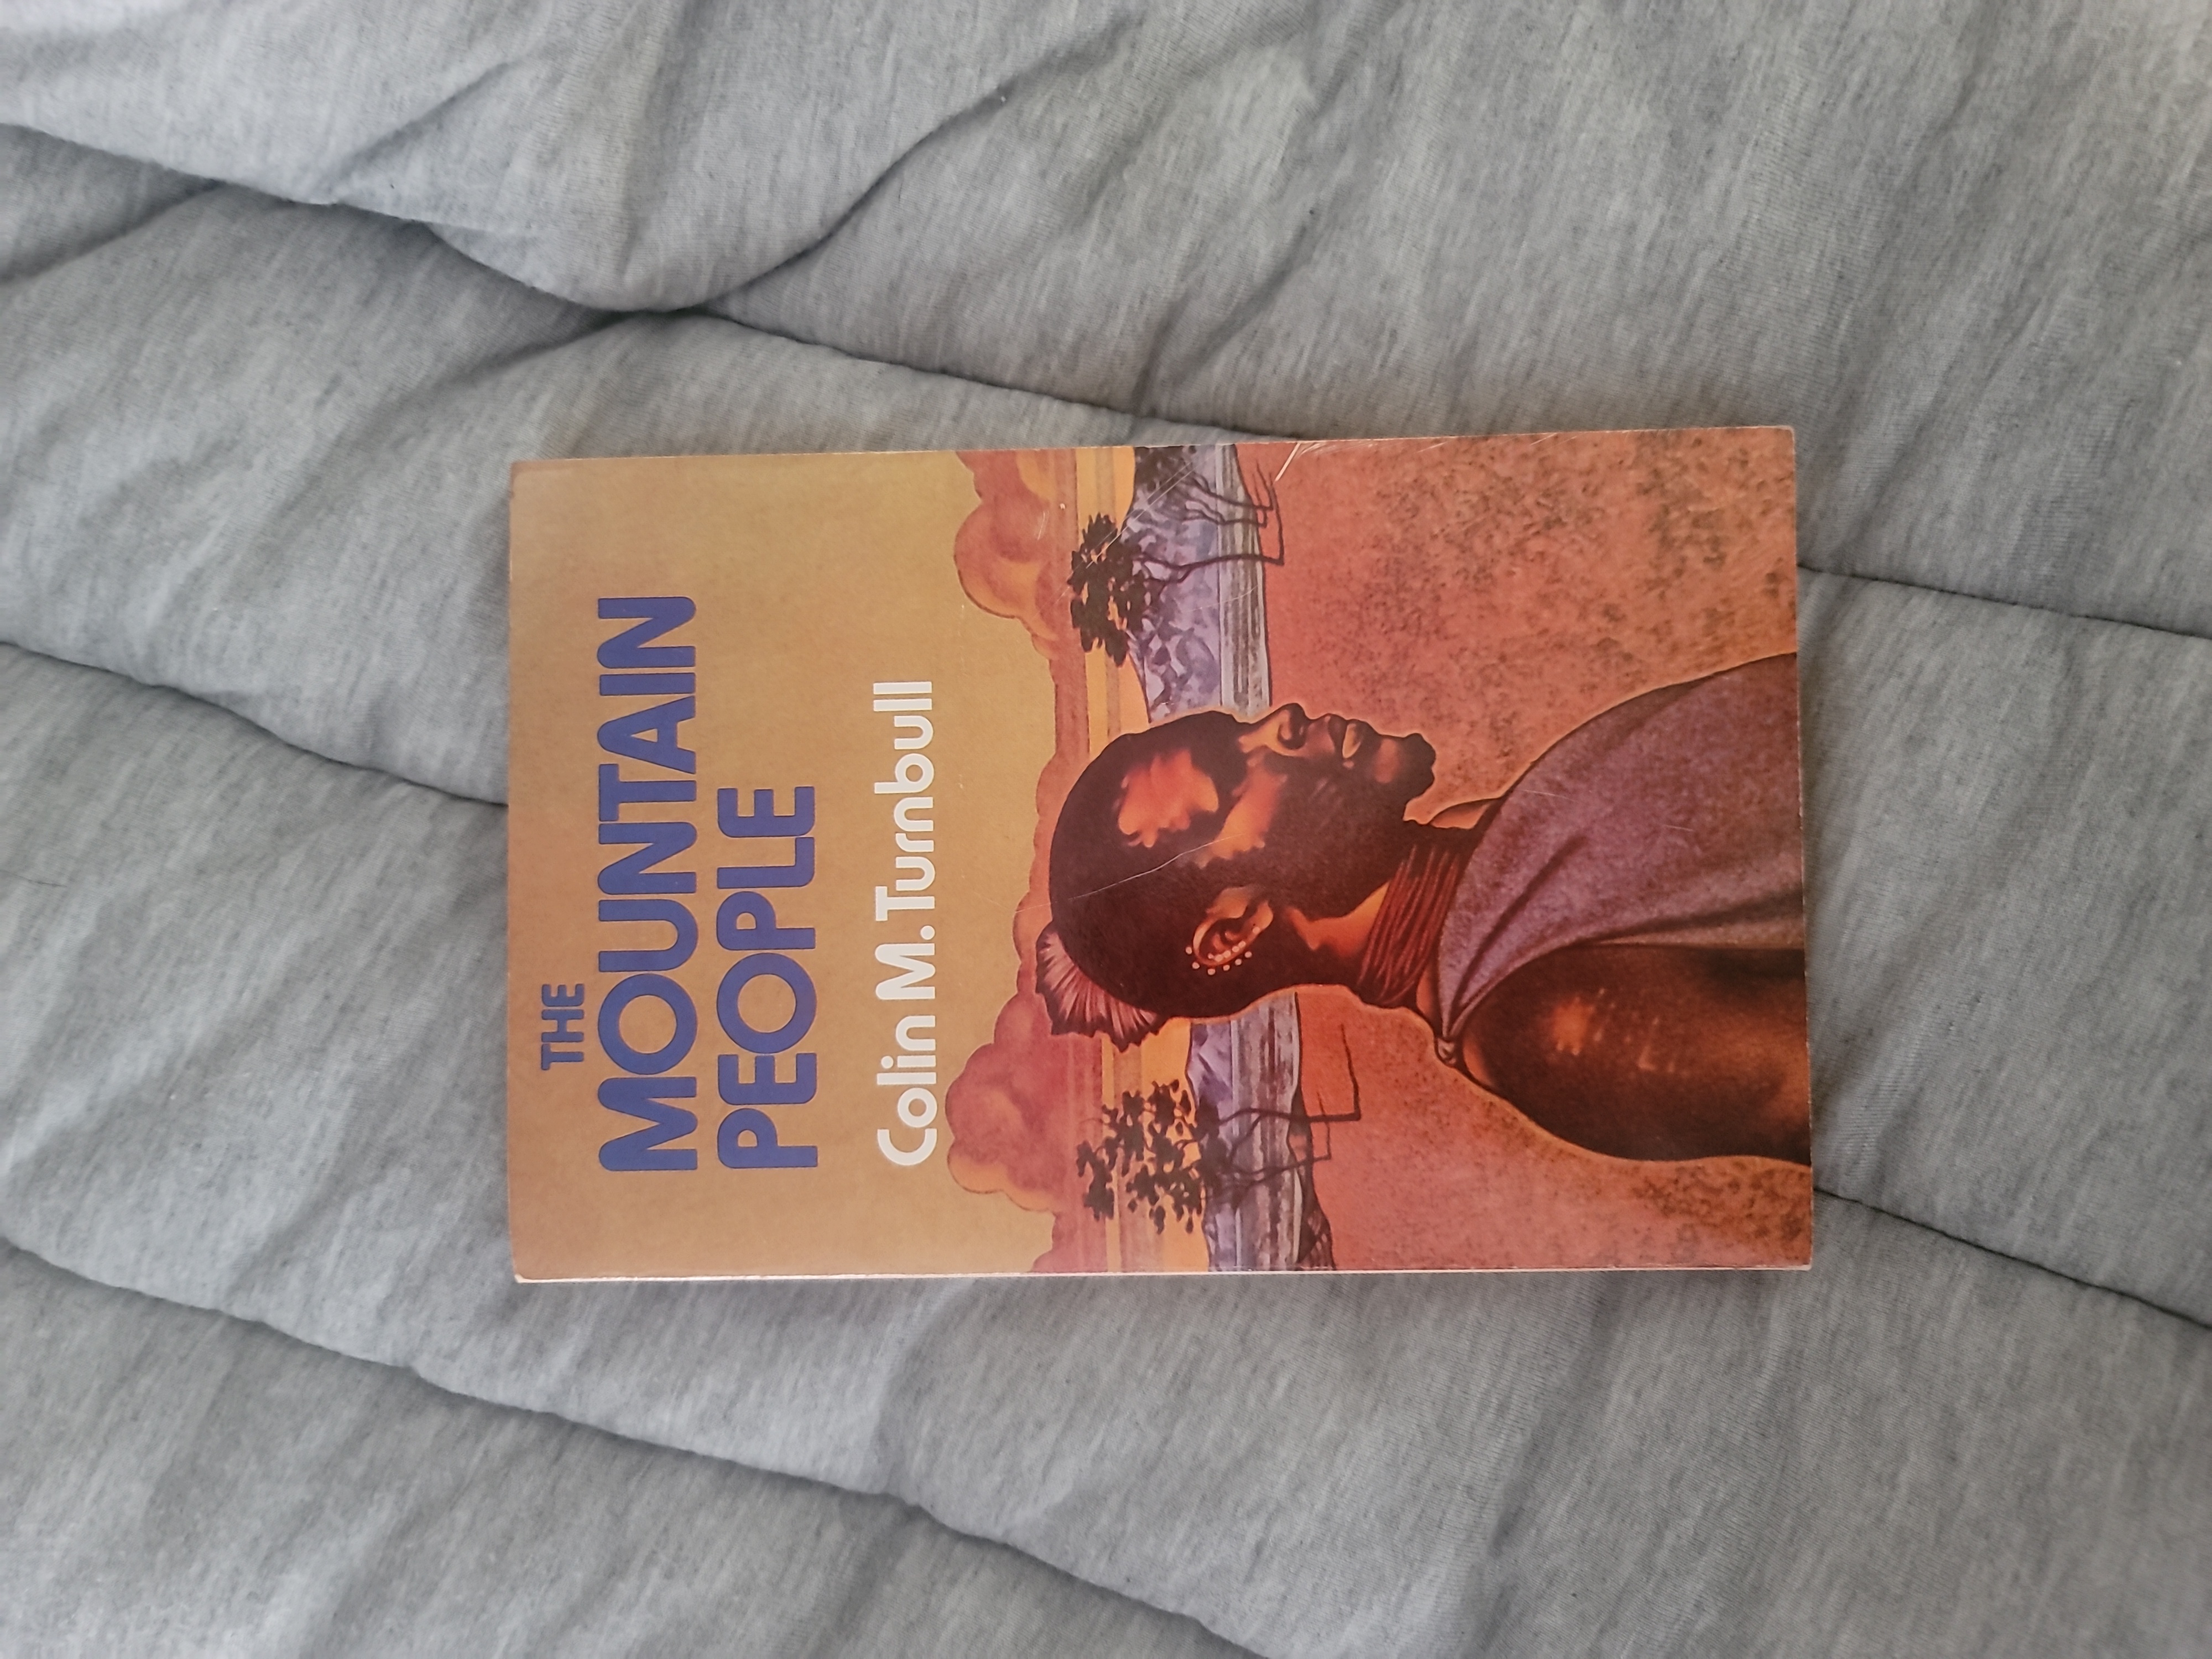 THE
MOUNTAIN
PEOPLE
Colin M. Turnbull